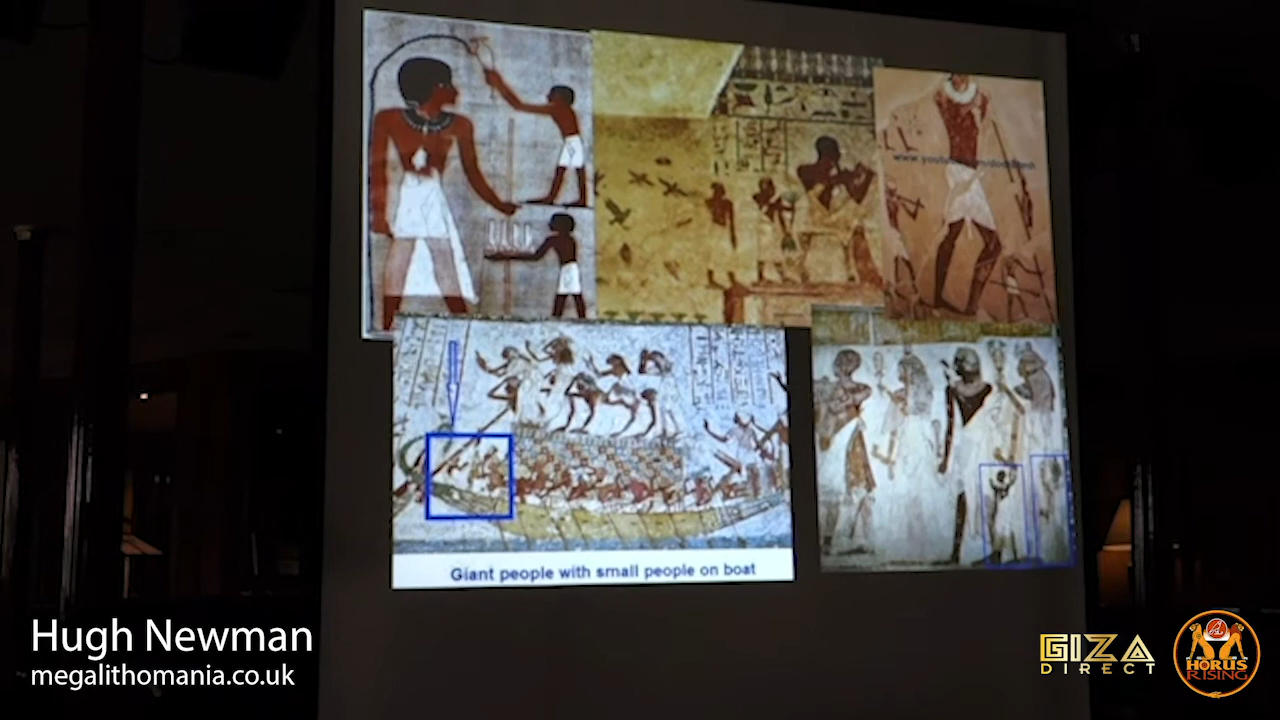 Giant people with small people on boat
Hugh Newman
megalithomania.co.uk
GIZA
DIRECT
HORUS
RISING